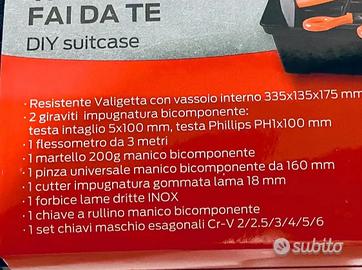 FAI DA TE
DIY suitcase
· Resistente Valigetta con vassoio interno 335x135x175 mm
· 2 giraviti impugnatura bicomponente:
testa intaglio 5x100 mm, testa Phillips PH1x100 mm
· 1 flessometro da 3 metri
· 1 martello 200g manico bicomponente
· 1 pinza universale manico bicomponente da 160 mm
· 1 cutter impugnatura gommata lama 18 mm
· 1 forbice lame dritte INOX
· 1 chiave a rullino manico bicomponente
· 1 set chiavi maschio esagonali Cr-V 2/2.5/3/4/5/6
subito